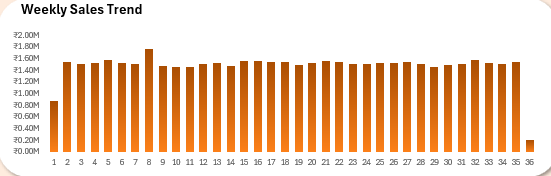 Weekly Sales Trend
₹2.00M
₹1.80M
₹1.60M
₹1.40M
₹1.20M
₹1.00M
₹0.80M
₹0.60M
₹0.40M
₹0.20M
₹0.00M
1 2 3 4 5 6 7 8 9 10 11 12 13 14 15 16 17 18 19 20 21 22 23 24 25 26 27 28 29 30 31 32 33 34 35 36